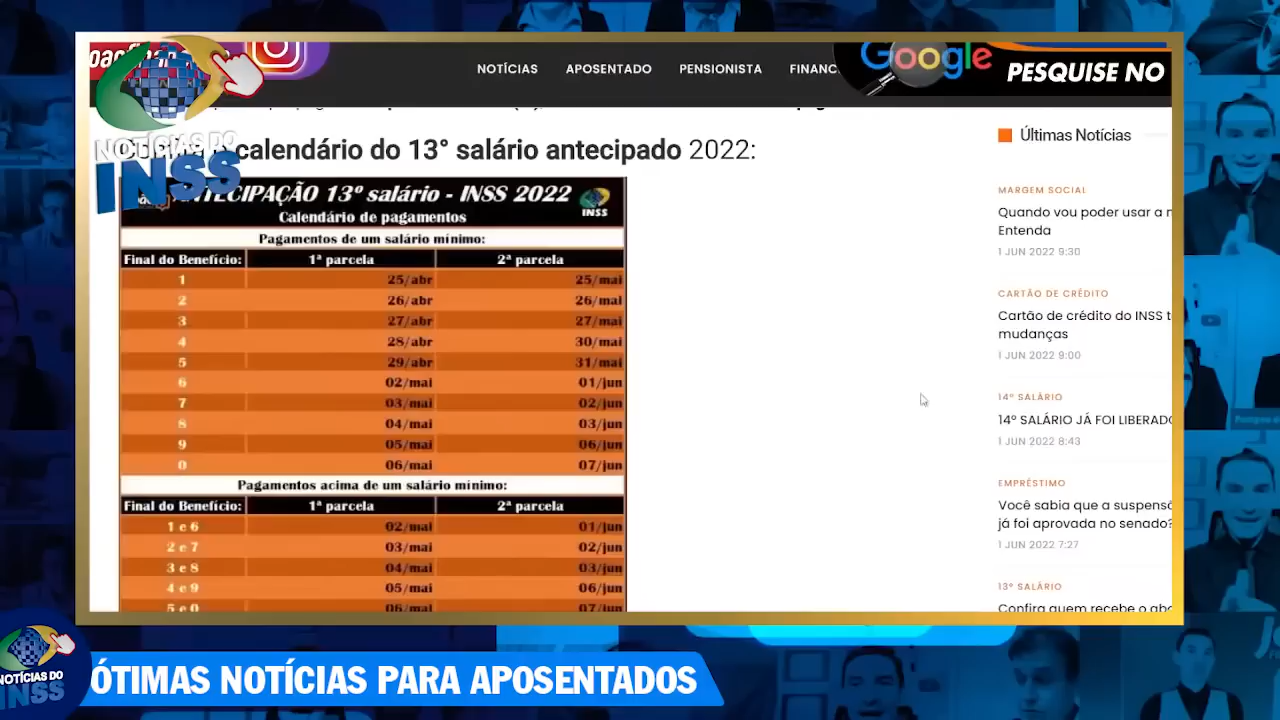 NOTÍCIAS APOSENTADO PENSIONISTA FINANC
Google
PESQUISE NO
NOTÍCIAS DO
INSS
calendário do 13° salário antecipado 2022:
ANTECIPAÇÃO 13º salário - INSS 2022
INSS
Calendário de pagamentos
Pagamentos de um salário mínimo:
Final do Benefício: 1ª parcela 2ª parcela
1 25/abr 25/mai
2 26/abr 26/mai
3 27/abr 27/mai
4 28/abr 30/mai
5 29/abr 31/mai
6 02/mai 01/jun
7 03/mai 02/jun
8 04/mai 03/jun
9 05/mai 06/jun
0 06/mai 07/jun
Pagamentos acima de um salário mínimo:
Final do Benefício: 1ª parcela 2ª parcela
1 e 6 02/mai 01/jun
2 e 7 03/mai 02/jun
3 e 8 04/mai 03/jun
4 e 9 05/mai 06/jun
5 e 0 06/mai 07/jun
Últimas Notícias
MARGEM SOCIAL
Quando vou poder usar a
Entenda
1 JUN 2022 9:30
CARTÃO DE CRÉDITO
Cartão de crédito do INSS
mudanças
1 JUN 2022 9:00
14º SALÁRIO
14º SALÁRIO JÁ FOI LIBERADO
1 JUN 2022 8:43
EMPRÉSTIMO
Você sabia que a suspensã
já foi aprovada no senado?
1 JUN 2022 7:27
13º SALÁRIO
Confira quem recebe o abo
NOTÍCIAS DO
INSS
ÓTIMAS NOTÍCIAS PARA APOSENTADOS